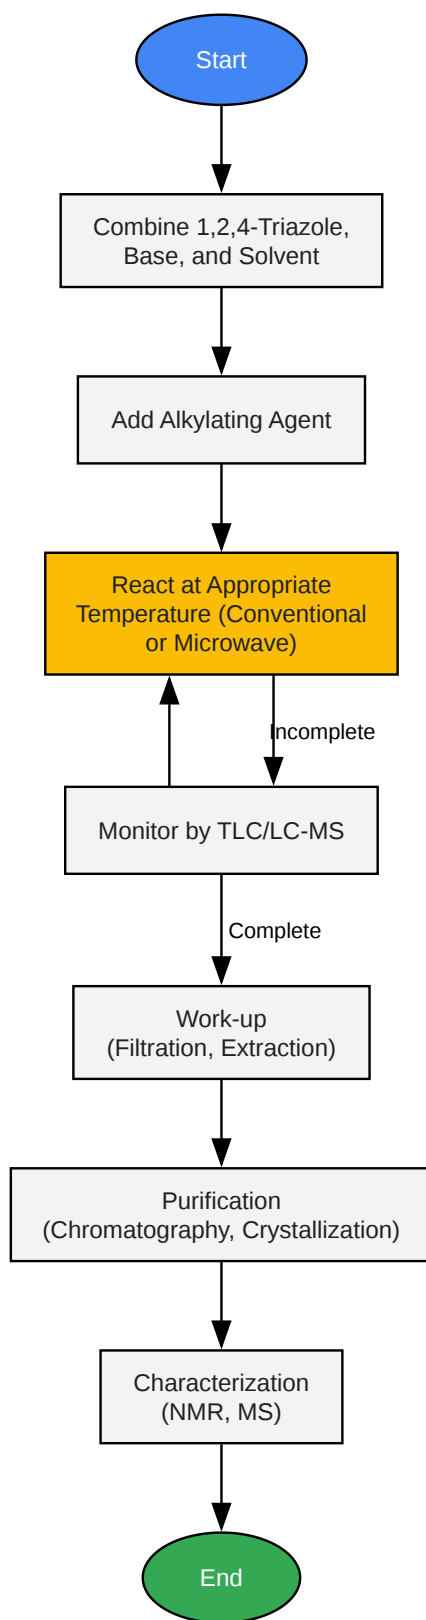 Start
Combine 1,2,4-Triazole,
Base, and Solvent
Add Alkylating Agent
React at Appropriate
Temperature (Conventional
or Microwave)
Incomplete
Monitor by TLC/LC-MS
Complete
Work-up
(Filtration, Extraction)
Purification
(Chromatography, Crystallization)
Characterization
(NMR, MS)
End